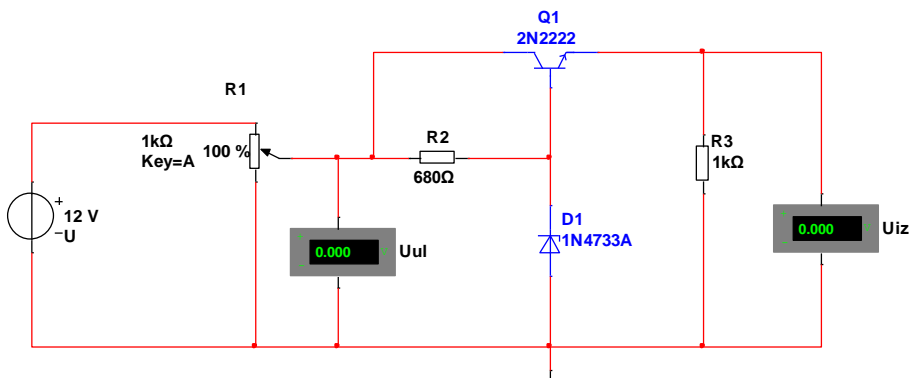 Q1
2N2222
R1
1kΩ
Key=A
100 %
R2
680Ω
R3
1kΩ
+
12 V
−
U
0.000
V
Uul
D1
1N4733A
0.000
V
Uiz